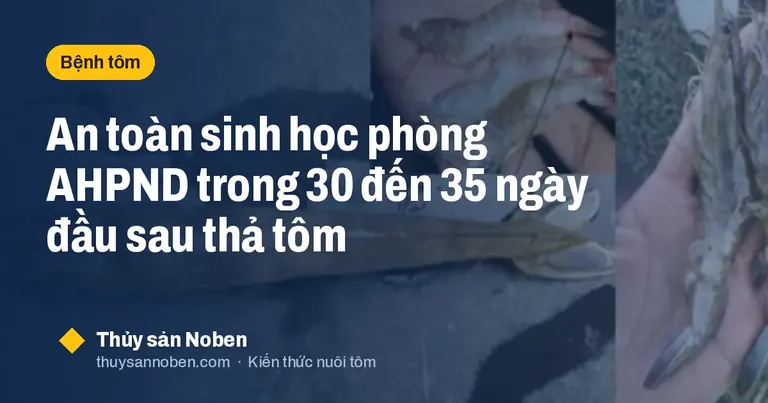 Bệnh tôm
An toàn sinh học phòng
AHPND trong 30 đến 35 ngày
đầu sau thả tôm
Thủy sản Noben
thuysannoben.com · Kiến thức nuôi tôm